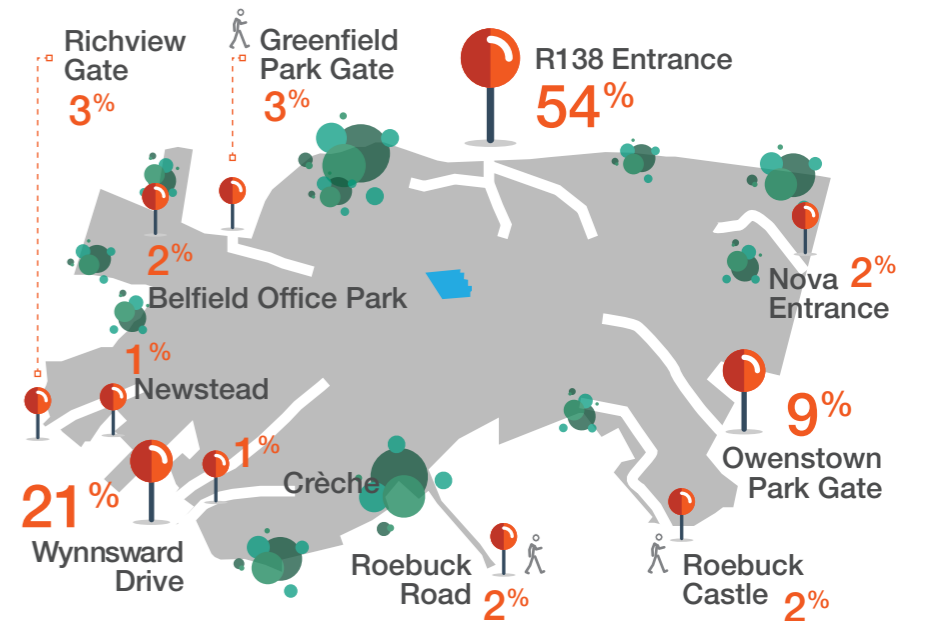 Richview
Gate
3%
Greenfield
Park Gate
3%
R138 Entrance
54%
2%
Belfield Office Park
Nova 2%
Entrance
1%
Newstead
9%
Owenstown
Park Gate
1%
Crèche
21%
Wynnsward
Drive
Roebuck
Road 2%
Roebuck
Castle 2%